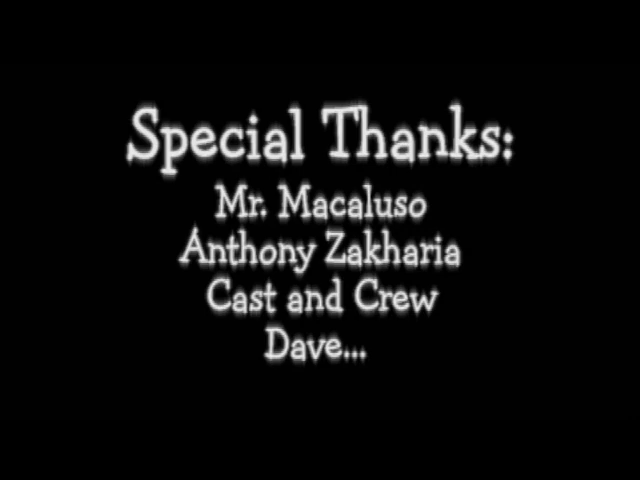 Special Thanks:
Mr. Macaluso
Anthony Zakharia
Cast and Crew
Dave...